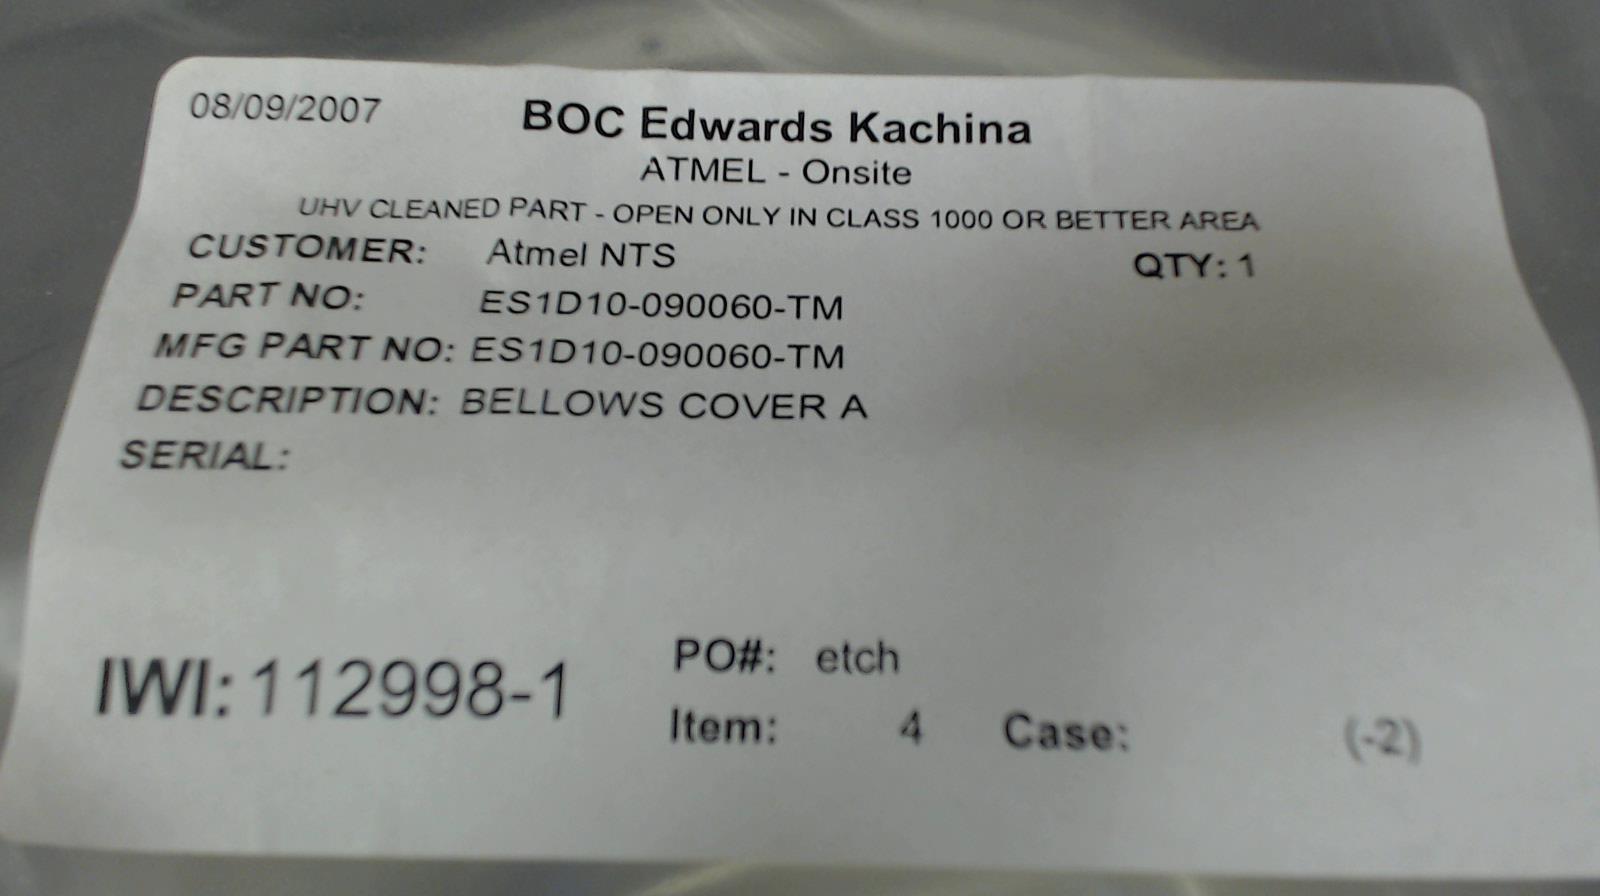 08/09/2007
BOC Edwards Kachina
ATMEL - Onsite
UHV CLEANED PART - OPEN ONLY IN CLASS 1000 OR BETTER AREA
CUSTOMER: Atmel NTS QTY: 1
PART NO: ES1D10-090060-TM
MFG PART NO: ES1D10-090060-TM
DESCRIPTION: BELLOWS COVER A
SERIAL:
PO#: etch
IWI: 112998-1
Item: 4 Case: (-2)